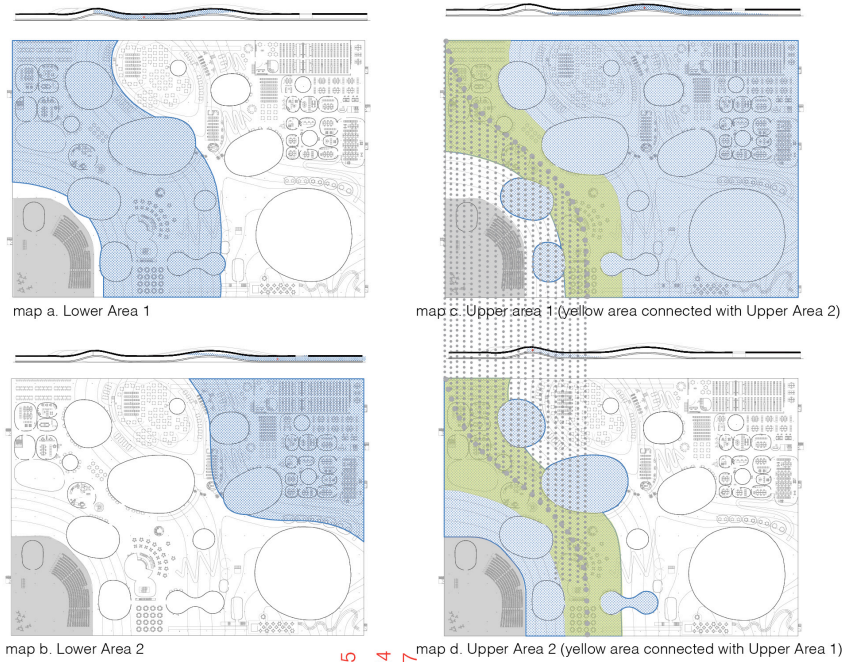 map a. Lower Area 1
map c. Upper area 1 (yellow area connected with Upper Area 2)
map b. Lower Area 2
map d. Upper Area 2 (yellow area connected with Upper Area 1)
5 4 7